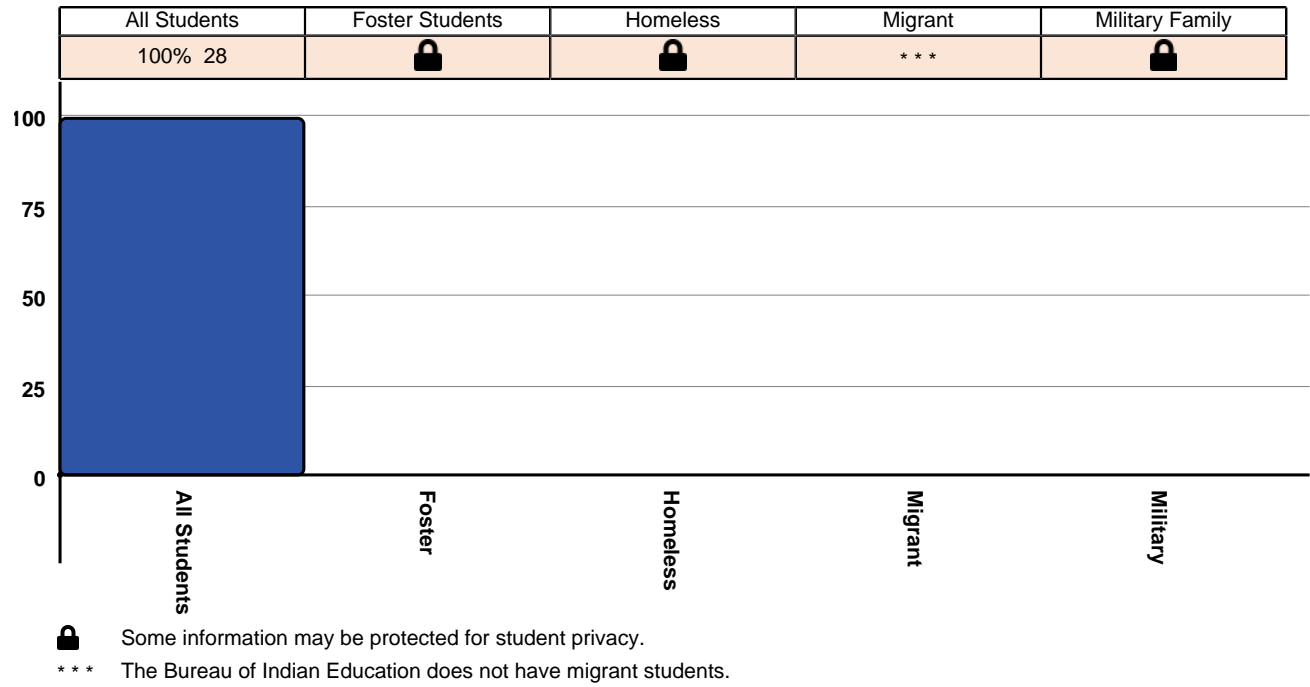 All Students Foster Students Homeless Migrant Military Family
100% 28 * * *
100
75
50
25
0
All Students
Foster
Homeless
Migrant
Military
Some information may be protected for student privacy.
* * * The Bureau of Indian Education does not have migrant students.